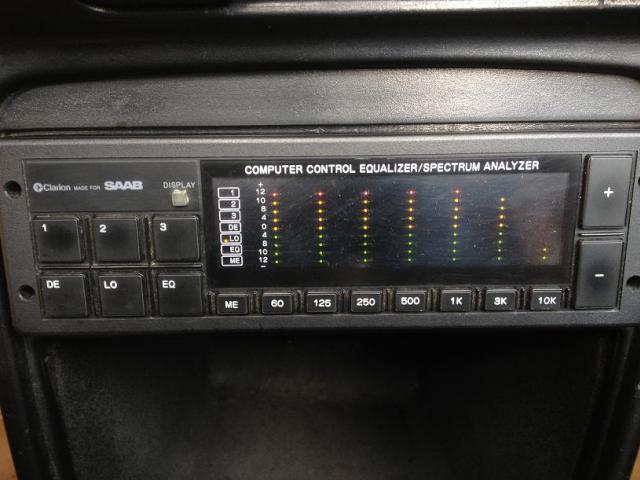 COMPUTER CONTROL EQUALIZER/SPECTRUM ANALYZER
Clarion MADE FOR SAAB
DISPLAY
1 2 3
DE LO EQ
1
2
3
DE
LO
EQ
ME
+
12
10
8
4
0
4
8
10
12
−
ME 60 125 250 500 1K 3K 10K
+
−